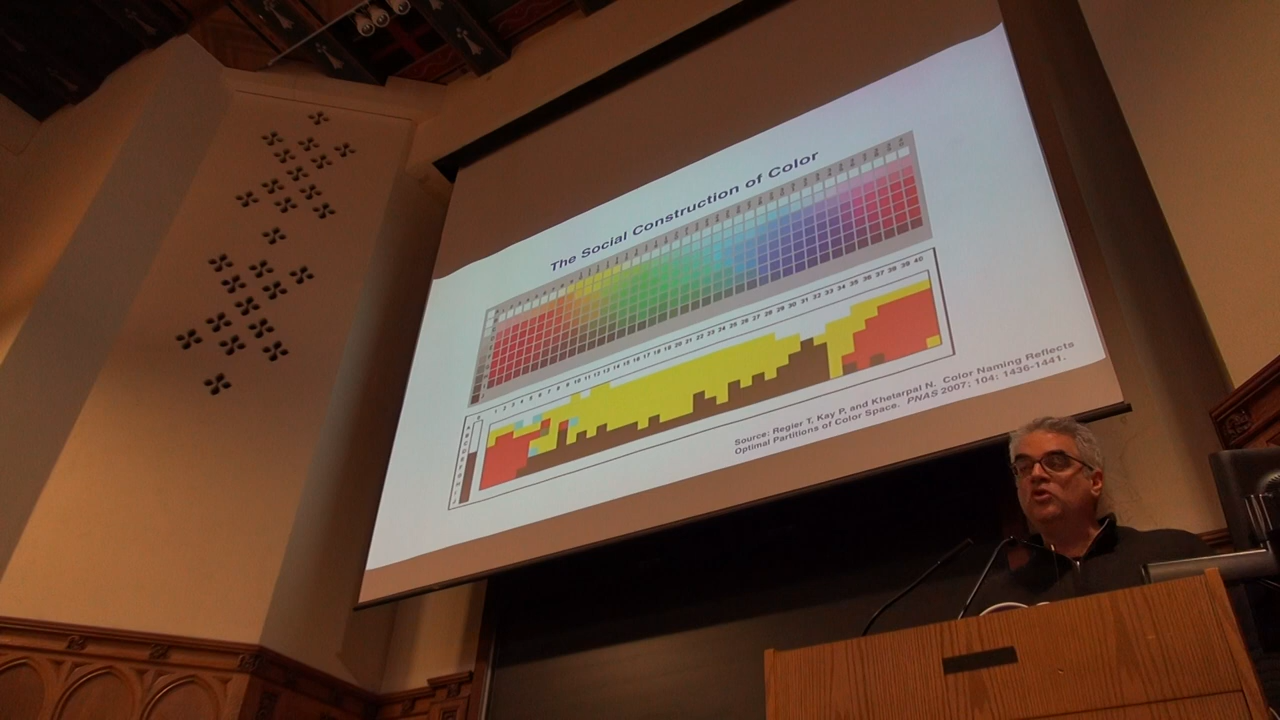 The Social Construction of Color
1 2 3 4 5 6 7 8 9 10 11 12 13 14 15 16 17 18 19 20 21 22 23 24 25 26 27 28 29 30 31 32 33 34 35 36 37 38 39 40
Source: Regier T, Kay P, and Khetarpal N. Color Naming Reflects
Optimal Partitions of Color Space. PNAS 2007; 104: 1436-1441.